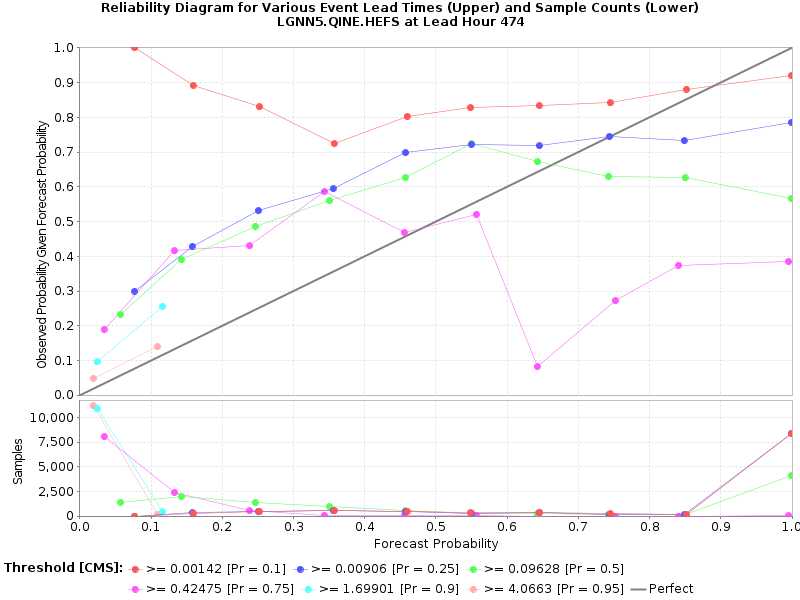 Reliability Diagram for Various Event Lead Times (Upper) and Sample Counts (Lower)
LGNN5.QINE.HEFS at Lead Hour 474
Observed Probability Given Forecast Probability
1.0
0.9
0.8
0.7
0.6
0.5
0.4
0.3
0.2
0.1
0.0
Samples
10,000
7,500
5,000
2,500
0
0.0 0.1 0.2 0.3 0.4 0.5 0.6 0.7 0.8 0.9 1.0
Forecast Probability
Threshold [CMS]: >= 0.00142 [Pr = 0.1] >= 0.00906 [Pr = 0.25] >= 0.09628 [Pr = 0.5]
>= 0.42475 [Pr = 0.75] >= 1.69901 [Pr = 0.9] >= 4.0663 [Pr = 0.95] Perfect